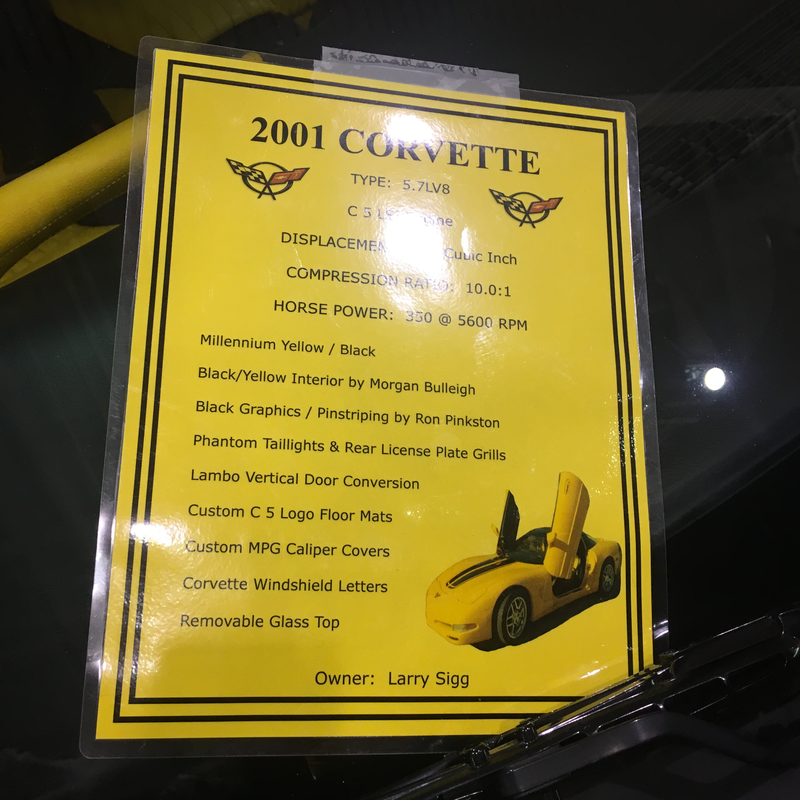 2001 CORVETTE
TYPE: 5.7LV8
C 5
DISPLACEMENT Cubic Inch
COMPRESSION RATIO: 10.0:1
HORSE POWER: 350 @ 5600 RPM
Millennium Yellow / Black
Black/Yellow Interior by Morgan Bulleigh
Black Graphics / Pinstriping by Ron Pinkston
Phantom Taillights & Rear License Plate Grills
Lambo Vertical Door Conversion
Custom C 5 Logo Floor Mats
Custom MPG Caliper Covers
Corvette Windshield Letters
Removable Glass Top
Owner: Larry Sigg